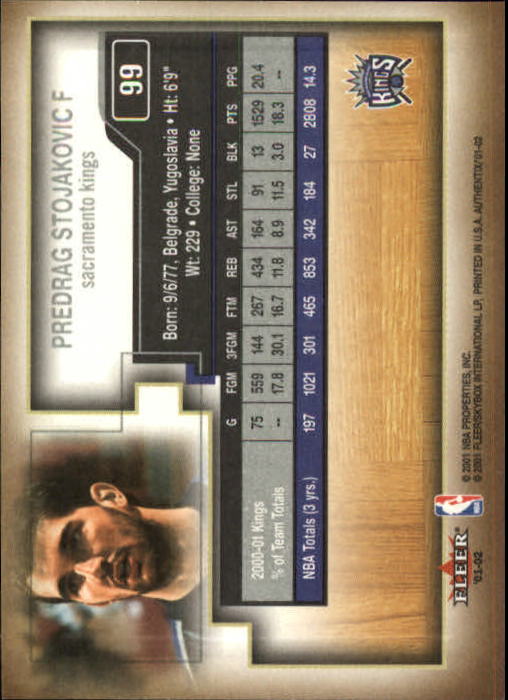 PREDRAG STOJAKOVIC F
sacramento kings
99
Born: 9/6/77, Belgrade, Yugoslavia • Ht: 6'9"
Wt: 229 • College: None
G FGM 3FGM FTM REB AST STL BLK PTS PPG
2000-01 Kings 75 559 144 267 434 164 91 13 1529 20.4
% of Team Totals -- 17.8 30.1 16.7 11.8 8.9 11.5 3.0 18.3 --
NBA Totals (3 yrs.) 197 1021 301 465 853 342 184 27 2808 14.3
KINGS
FLEER
'01-02
NBA
© 2001 NBA PROPERTIES, INC.
© 2001 FLEER/SKYBOX INTERNATIONAL LP. PRINTED IN U.S.A. AUTHENTIX/'01-02